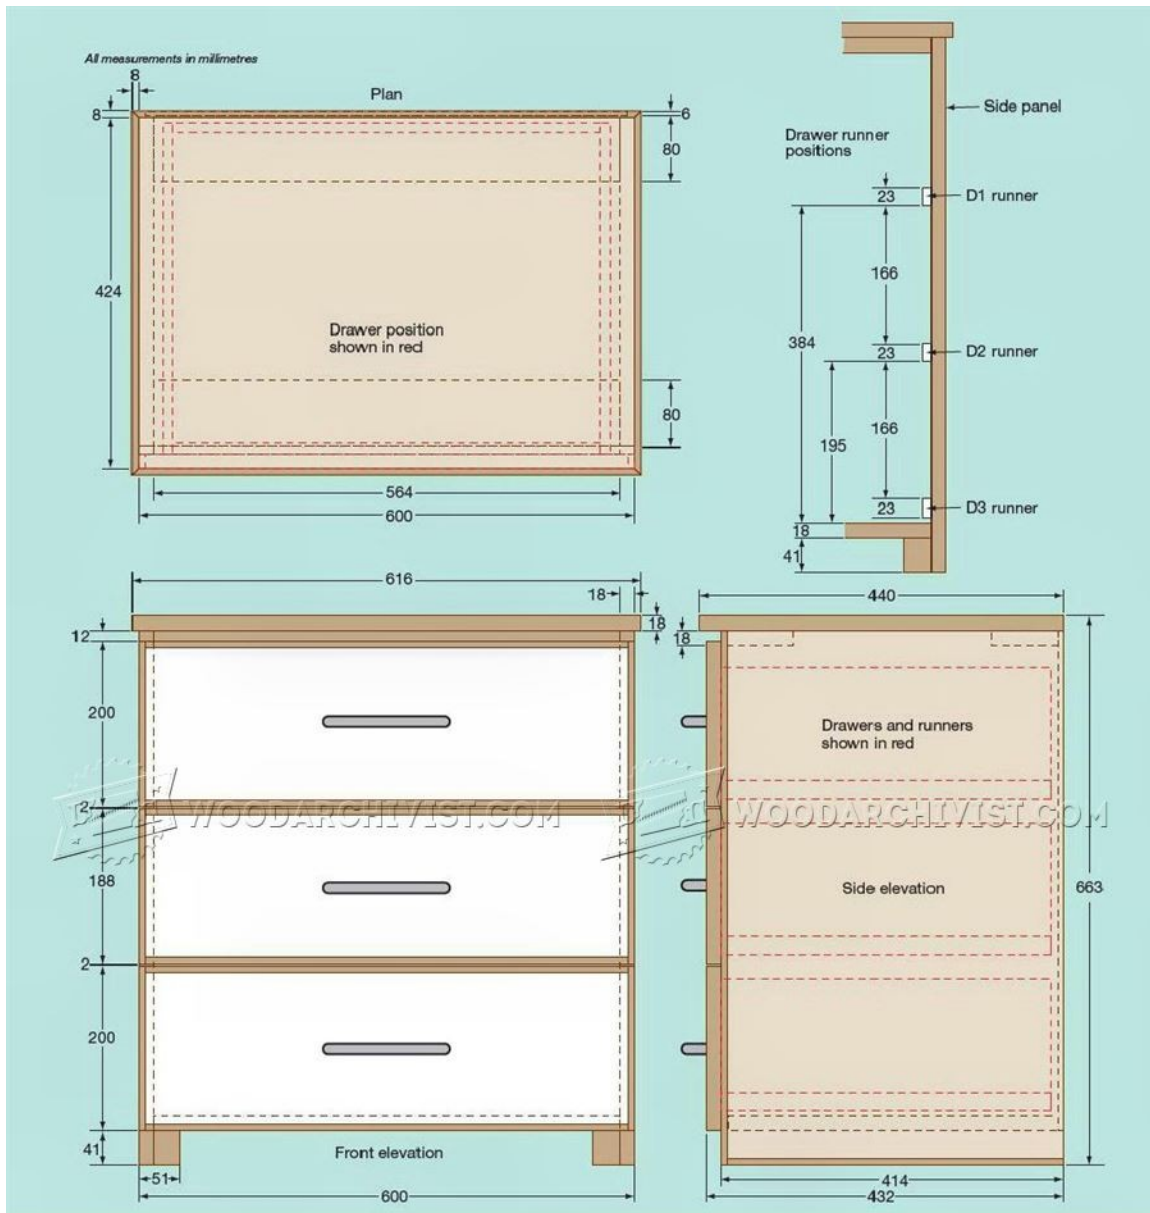 All measurements in millimetres
8
Plan
8
6
80
424
Drawer position
shown in red
80
564
600
Side panel
Drawer runner
positions
23
D1 runner
166
384
23
D2 runner
195
166
23
D3 runner
18
41
616
18
18
12
200
2
188
2
200
41
51
Front elevation
600
440
18
Drawers and runners
shown in red
Side elevation
663
414
432
WOODARCHIVIST.COM
WOODARCHIVIST.COM